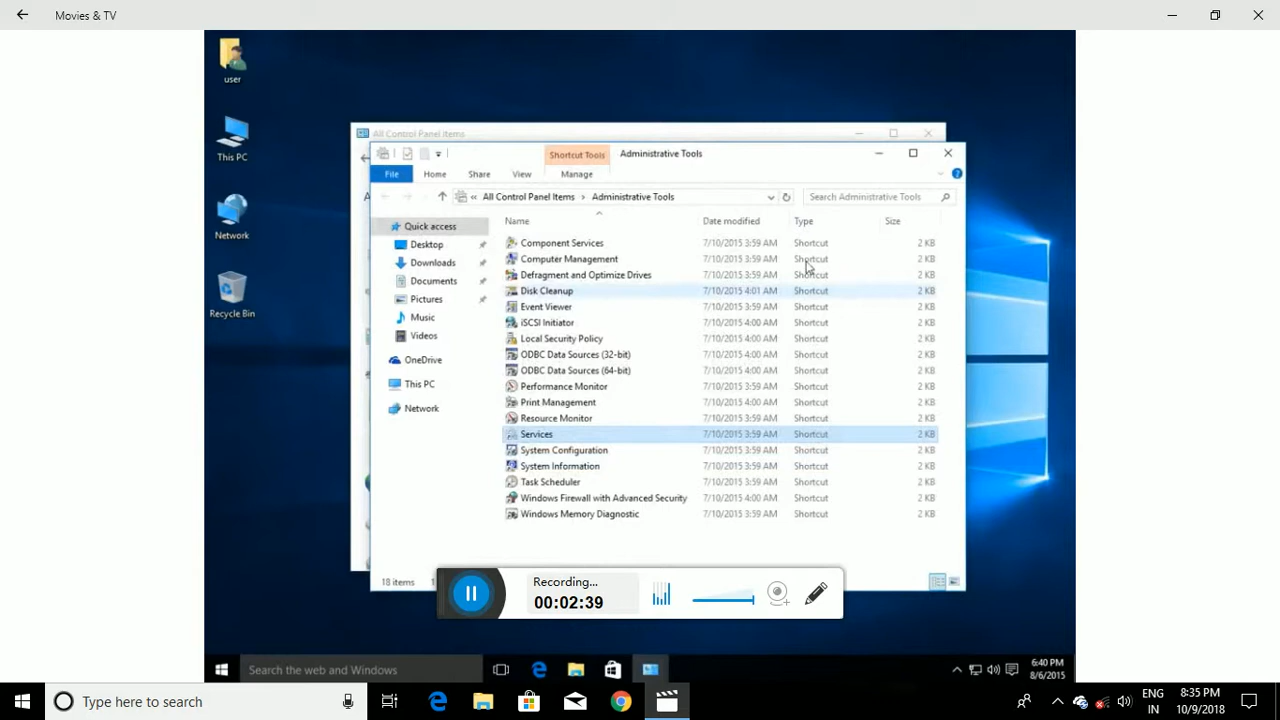 Movies & TV
user
This PC
Network
Recycle Bin
All Control Panel Items
Shortcut Tools
Administrative Tools
File
Home
Share
View
Manage
« All Control Panel Items › Administrative Tools
Search Administrative Tools
Quick access
Desktop
Downloads
Documents
Pictures
Music
Videos
OneDrive
This PC
Network
Name Date modified Type Size
Component Services 7/10/2015 3:59 AM Shortcut 2 KB
Computer Management 7/10/2015 3:59 AM Shortcut 2 KB
Defragment and Optimize Drives 7/10/2015 3:59 AM Shortcut 2 KB
Disk Cleanup 7/10/2015 4:01 AM Shortcut 2 KB
Event Viewer 7/10/2015 3:59 AM Shortcut 2 KB
iSCSI Initiator 7/10/2015 4:00 AM Shortcut 2 KB
Local Security Policy 7/10/2015 4:00 AM Shortcut 2 KB
ODBC Data Sources (32-bit) 7/10/2015 4:00 AM Shortcut 2 KB
ODBC Data Sources (64-bit) 7/10/2015 4:00 AM Shortcut 2 KB
Performance Monitor 7/10/2015 3:59 AM Shortcut 2 KB
Print Management 7/10/2015 4:00 AM Shortcut 2 KB
Resource Monitor 7/10/2015 3:59 AM Shortcut 2 KB
Services 7/10/2015 3:59 AM Shortcut 2 KB
System Configuration 7/10/2015 3:59 AM Shortcut 2 KB
System Information 7/10/2015 3:59 AM Shortcut 2 KB
Task Scheduler 7/10/2015 3:59 AM Shortcut 2 KB
Windows Firewall with Advanced Security 7/10/2015 4:00 AM Shortcut 2 KB
Windows Memory Diagnostic 7/10/2015 3:59 AM Shortcut 2 KB
18 items
Recording...
00:02:39
Search the web and Windows
6:40 PM
8/6/2015
Type here to search
ENG
IN
8:35 PM
10/9/2018